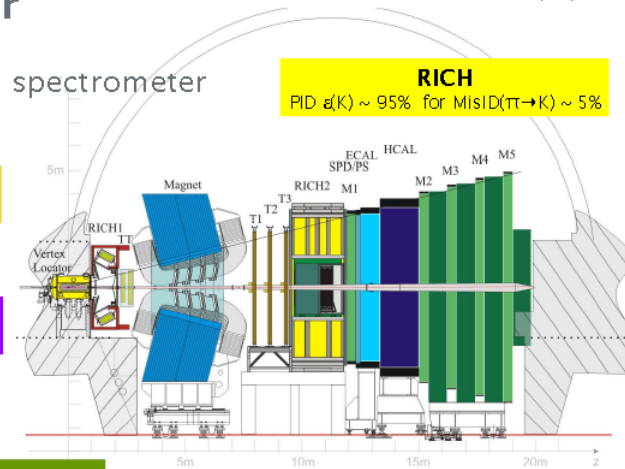 r
spectrometer
RICH
PID ε(K) ~ 95% for MisID(π→K) ~ 5%
5m
Magnet
RICH1
TT
Vertex
Locator
T1
T2
T3
RICH2
SPD/PS
M1
ECAL
HCAL
M2
M3
M4
M5
5m
10m
15m
20m
z